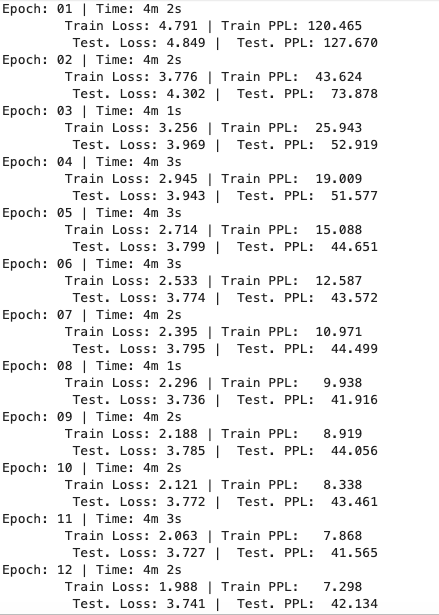 Epoch: 01 | Time: 4m 2s
Train Loss: 4.791 | Train PPL: 120.465
Test. Loss: 4.849 | Test. PPL: 127.670
Epoch: 02 | Time: 4m 2s
Train Loss: 3.776 | Train PPL: 43.624
Test. Loss: 4.302 | Test. PPL: 73.878
Epoch: 03 | Time: 4m 1s
Train Loss: 3.256 | Train PPL: 25.943
Test. Loss: 3.969 | Test. PPL: 52.919
Epoch: 04 | Time: 4m 3s
Train Loss: 2.945 | Train PPL: 19.009
Test. Loss: 3.943 | Test. PPL: 51.577
Epoch: 05 | Time: 4m 3s
Train Loss: 2.714 | Train PPL: 15.088
Test. Loss: 3.799 | Test. PPL: 44.651
Epoch: 06 | Time: 4m 3s
Train Loss: 2.533 | Train PPL: 12.587
Test. Loss: 3.774 | Test. PPL: 43.572
Epoch: 07 | Time: 4m 2s
Train Loss: 2.395 | Train PPL: 10.971
Test. Loss: 3.795 | Test. PPL: 44.499
Epoch: 08 | Time: 4m 1s
Train Loss: 2.296 | Train PPL: 9.938
Test. Loss: 3.736 | Test. PPL: 41.916
Epoch: 09 | Time: 4m 2s
Train Loss: 2.188 | Train PPL: 8.919
Test. Loss: 3.785 | Test. PPL: 44.056
Epoch: 10 | Time: 4m 2s
Train Loss: 2.121 | Train PPL: 8.338
Test. Loss: 3.772 | Test. PPL: 43.461
Epoch: 11 | Time: 4m 3s
Train Loss: 2.063 | Train PPL: 7.868
Test. Loss: 3.727 | Test. PPL: 41.565
Epoch: 12 | Time: 4m 2s
Train Loss: 1.988 | Train PPL: 7.298
Test. Loss: 3.741 | Test. PPL: 42.134